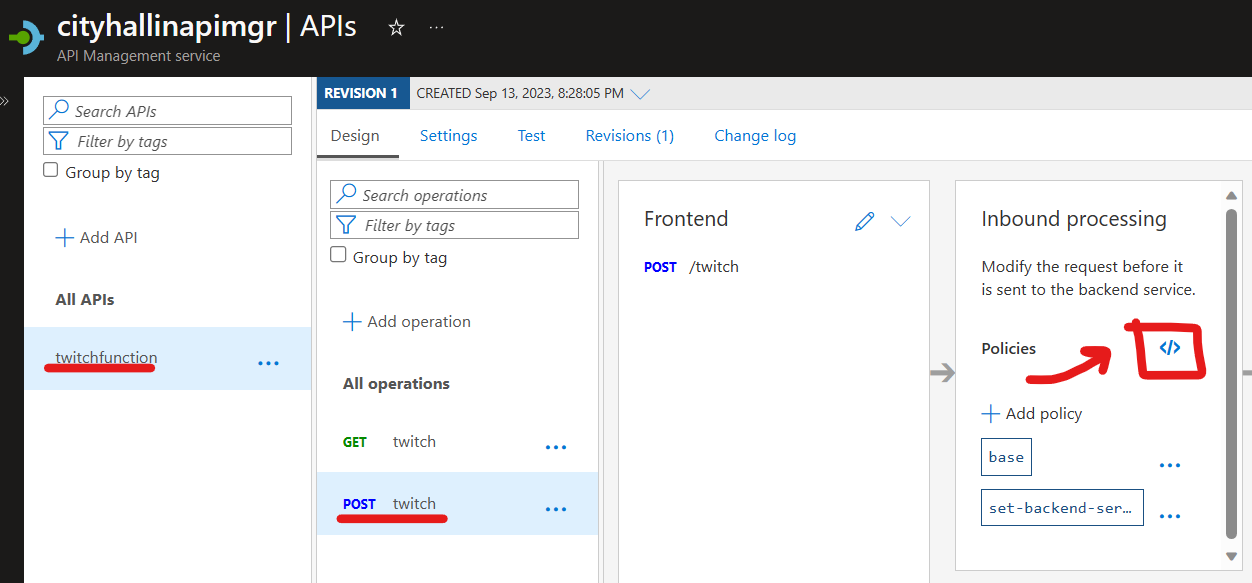 cityhallinapimgr | APIs
API Management service
Search APIs
Filter by tags
Group by tag
Add API
All APIs
twitchfunction
REVISION 1 CREATED Sep 13, 2023, 8:28:05 PM
Design Settings Test Revisions (1) Change log
Search operations
Filter by tags
Group by tag
Add operation
All operations
GET twitch
POST twitch
Frontend
POST /twitch
Inbound processing
Modify the request before it
is sent to the backend service.
Policies </>
Add policy
base
set-backend-ser...